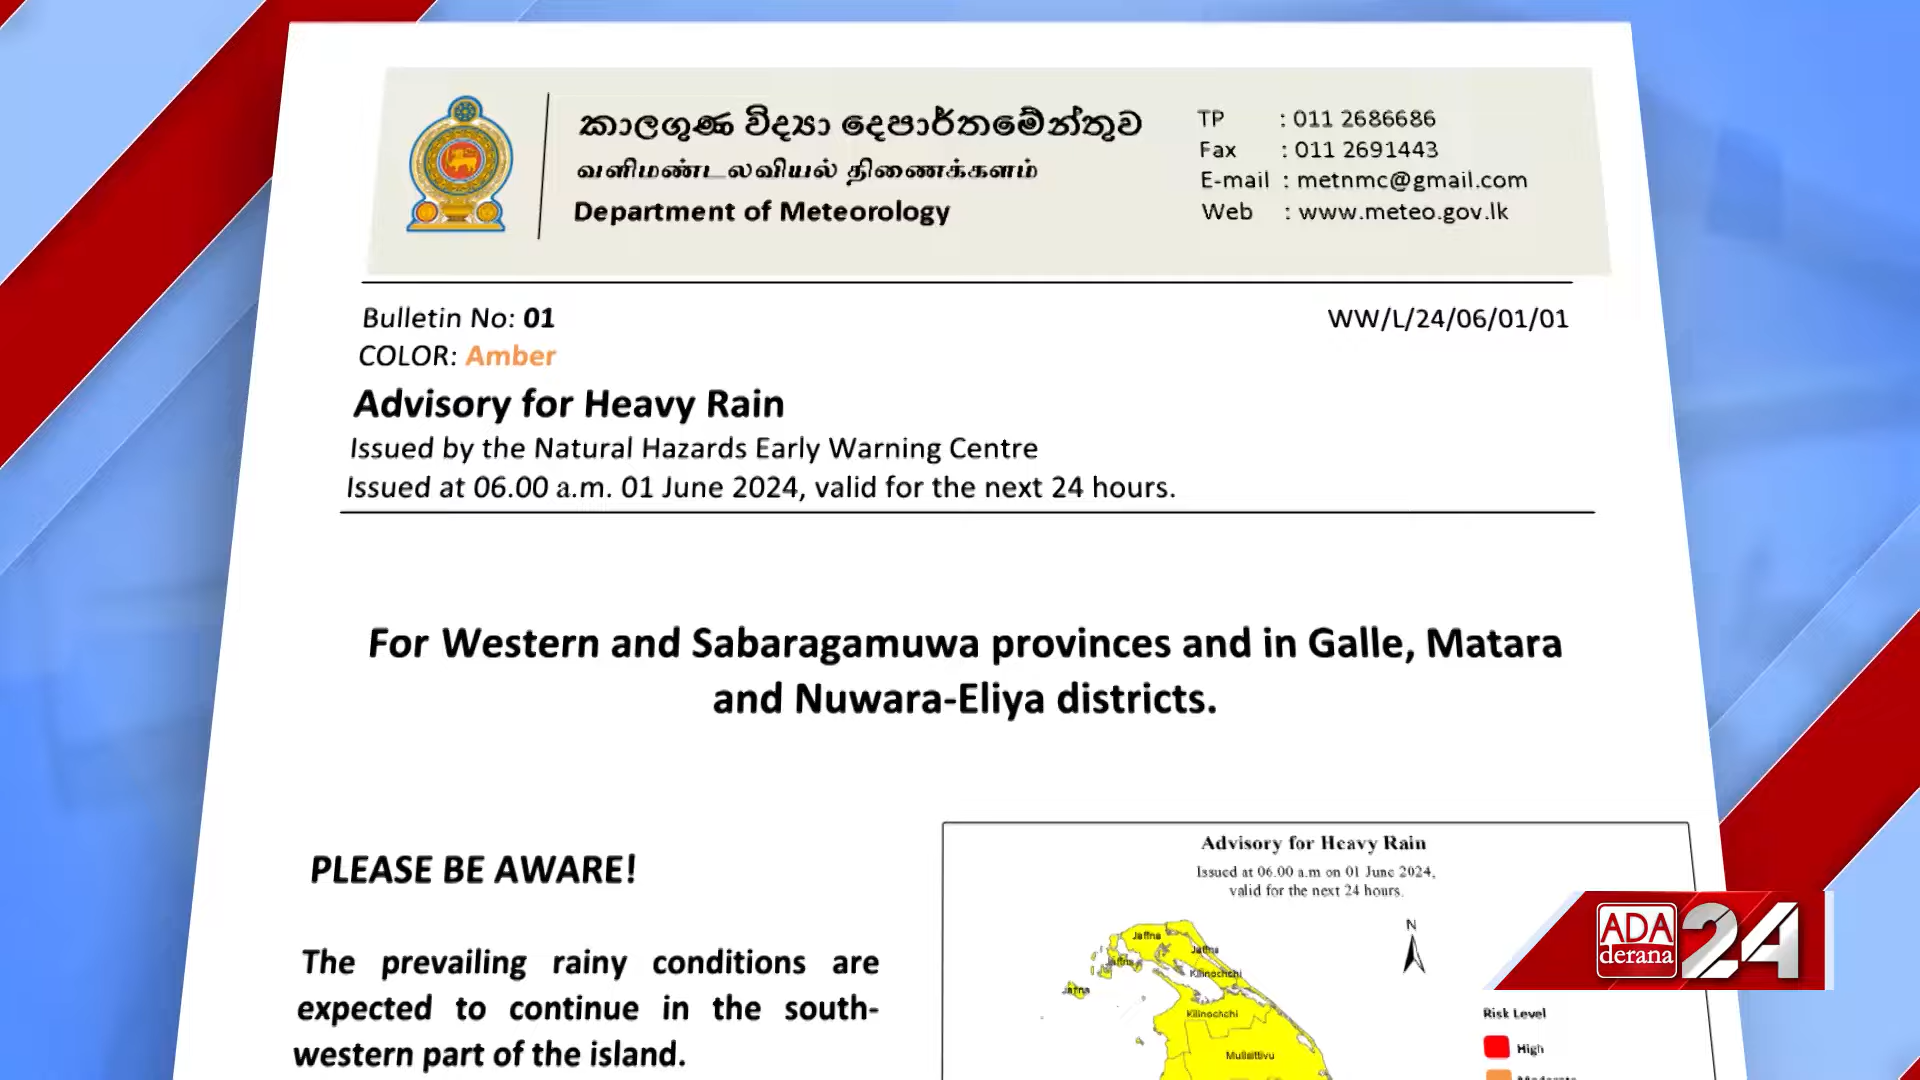 කාලගුණ විද්‍යා දෙපාර්තමේන්තුව
வளிமண்டலவியல் திணைக்களம்
Department of Meteorology
TP : 011 2686686
Fax : 011 2691443
E-mail : metnmc@gmail.com
Web : www.meteo.gov.lk
Bulletin No: 01
WW/L/24/06/01/01
COLOR: Amber
Advisory for Heavy Rain
Issued by the Natural Hazards Early Warning Centre
Issued at 06.00 a.m. 01 June 2024, valid for the next 24 hours.
For Western and Sabaragamuwa provinces and in Galle, Matara
and Nuwara-Eliya districts.
PLEASE BE AWARE!
The prevailing rainy conditions are
expected to continue in the south-
western part of the island.
Advisory for Heavy Rain
Issued at 06.00 a.m on 01 June 2024,
valid for the next 24 hours.
N
Jaffna
Jaffna
Jaffna
Kilinochchi
Jaffna
Kilinochchi
Mullaittivu
Risk Level
High
Moderate
ADA
derana
24